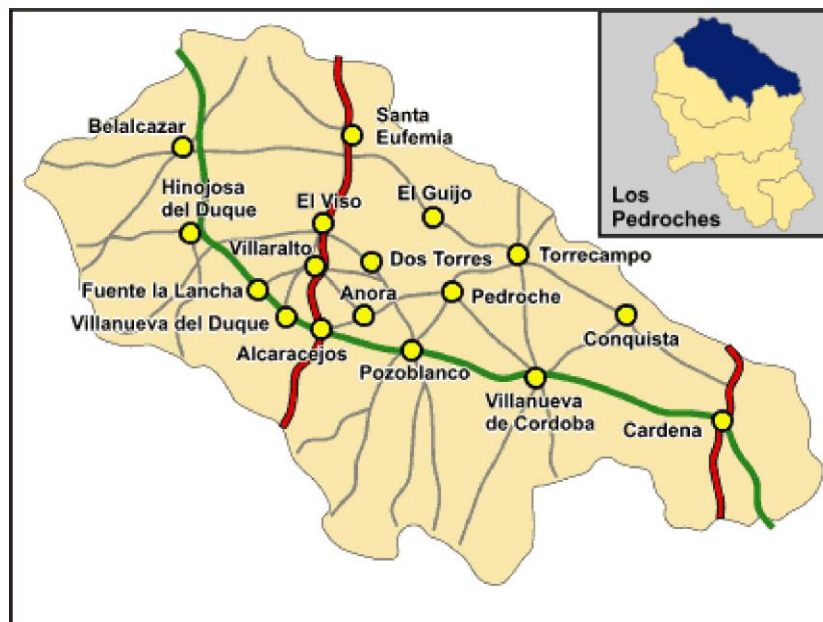 Santa
Eufemia
Belalcazar
Hinojosa
del Duque
El Viso
El Guijo
Los
Pedroches
Villaralto
Dos Torres
Torrecampo
Fuente la Lancha
Anora
Pedroche
Villanueva del Duque
Conquista
Alcaracejos
Pozoblanco
Villanueva
de Cordoba
Cardena